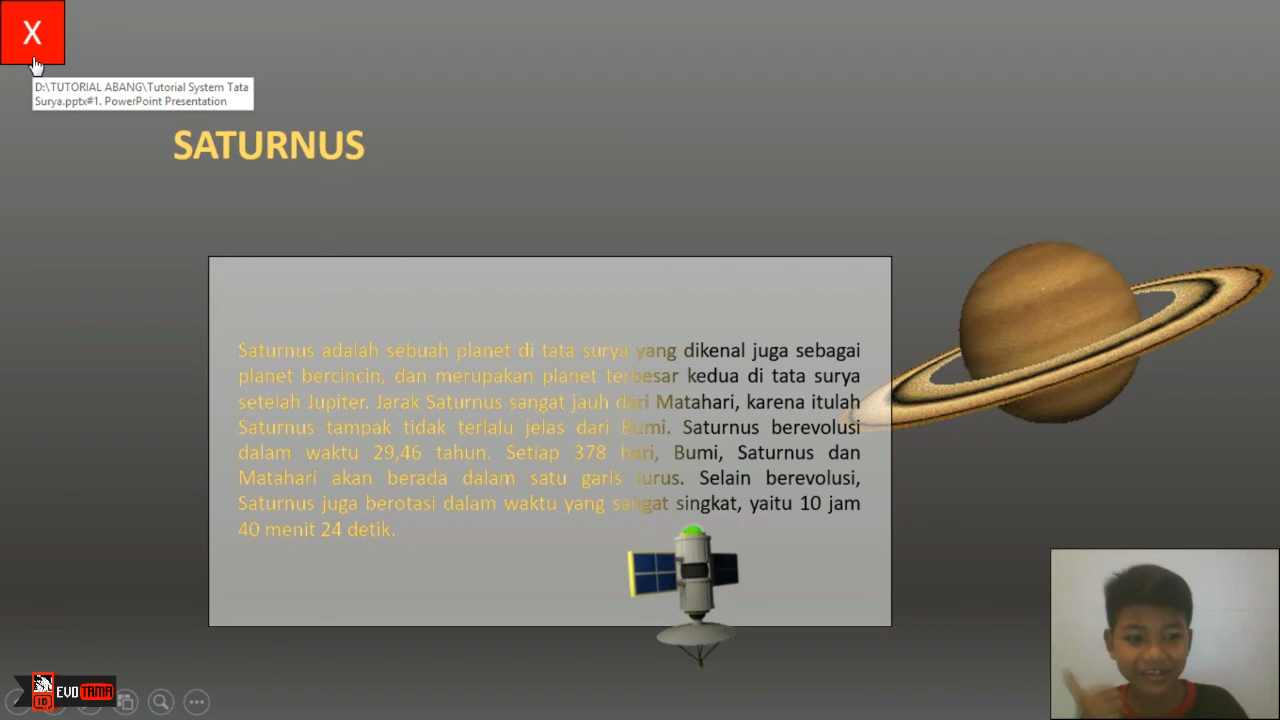 X
D:\TUTORIAL ABANG\Tutorial System Tata
Surya.pptx#1. PowerPoint Presentation
SATURNUS
Saturnus adalah sebuah planet di tata surya yang dikenal juga sebagai
planet bercincin, dan merupakan planet terbesar kedua di tata surya
setelah Jupiter. Jarak Saturnus sangat jauh dari Matahari, karena itulah
Saturnus tampak tidak terlalu jelas dari Bumi. Saturnus berevolusi
dalam waktu 29,46 tahun. Setiap 378 hari, Bumi, Saturnus dan
Matahari akan berada dalam satu garis lurus. Selain berevolusi,
Saturnus juga berotasi dalam waktu yang sangat singkat, yaitu 10 jam
40 menit 24 detik.
ID EVOTAMA